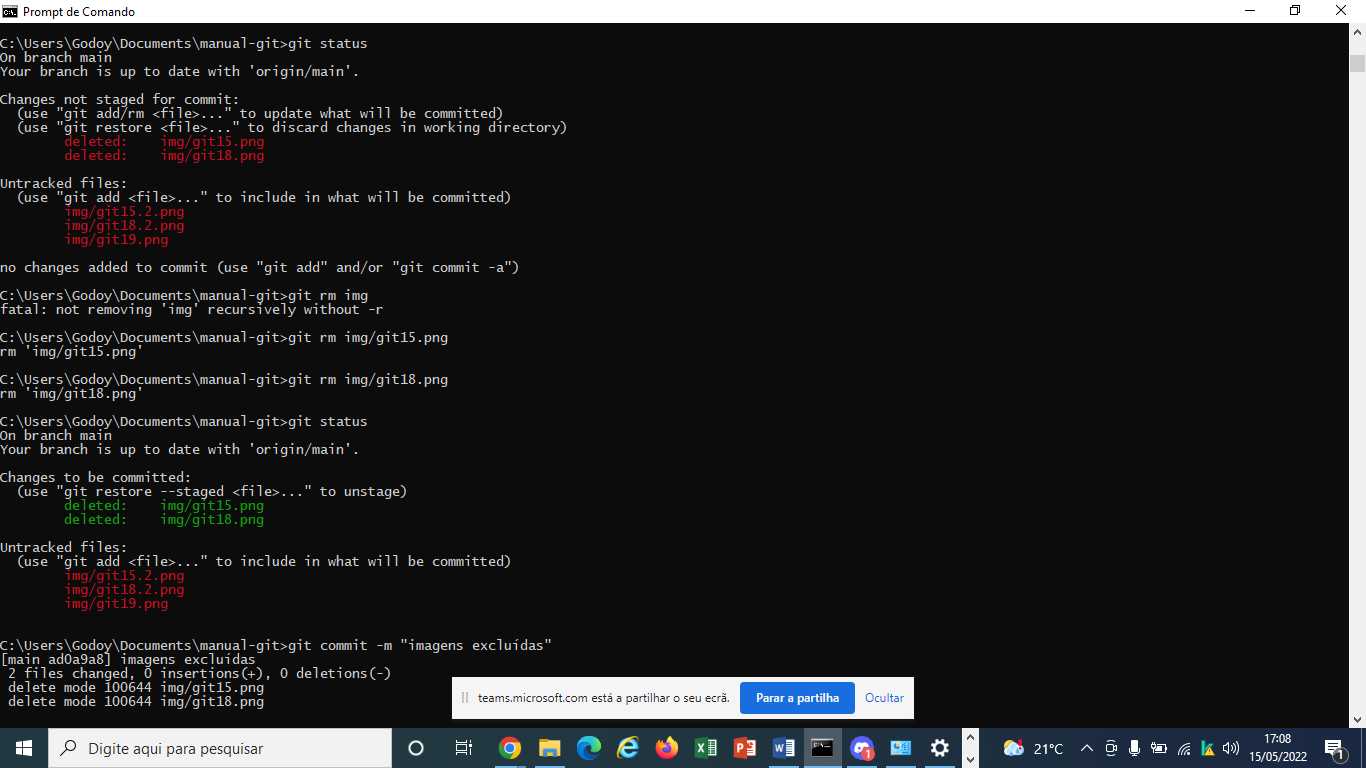 Prompt de Comando
C:\Users\Godoy\Documents\manual-git>git status
On branch main
Your branch is up to date with 'origin/main'.
Changes not staged for commit:
  (use "git add/rm <file>..." to update what will be committed)
  (use "git restore <file>..." to discard changes in working directory)
        deleted:    img/git15.png
        deleted:    img/git18.png
Untracked files:
  (use "git add <file>..." to include in what will be committed)
        img/git15.2.png
        img/git18.2.png
        img/git19.png
no changes added to commit (use "git add" and/or "git commit -a")
C:\Users\Godoy\Documents\manual-git>git rm img
fatal: not removing 'img' recursively without -r
C:\Users\Godoy\Documents\manual-git>git rm img/git15.png
rm 'img/git15.png'
C:\Users\Godoy\Documents\manual-git>git rm img/git18.png
rm 'img/git18.png'
C:\Users\Godoy\Documents\manual-git>git status
On branch main
Your branch is up to date with 'origin/main'.
Changes to be committed:
  (use "git restore --staged <file>..." to unstage)
        deleted:    img/git15.png
        deleted:    img/git18.png
Untracked files:
  (use "git add <file>..." to include in what will be committed)
        img/git15.2.png
        img/git18.2.png
        img/git19.png
C:\Users\Godoy\Documents\manual-git>git commit -m "imagens excluídas"
[main ad0a9a8] imagens excluídas
 2 files changed, 0 insertions(+), 0 deletions(-)
 delete mode 100644 img/git15.png
 delete mode 100644 img/git18.png
teams.microsoft.com está a partilhar o seu ecrã. Parar a partilha Ocultar
Digite aqui para pesquisar
21°C
17:08
15/05/2022